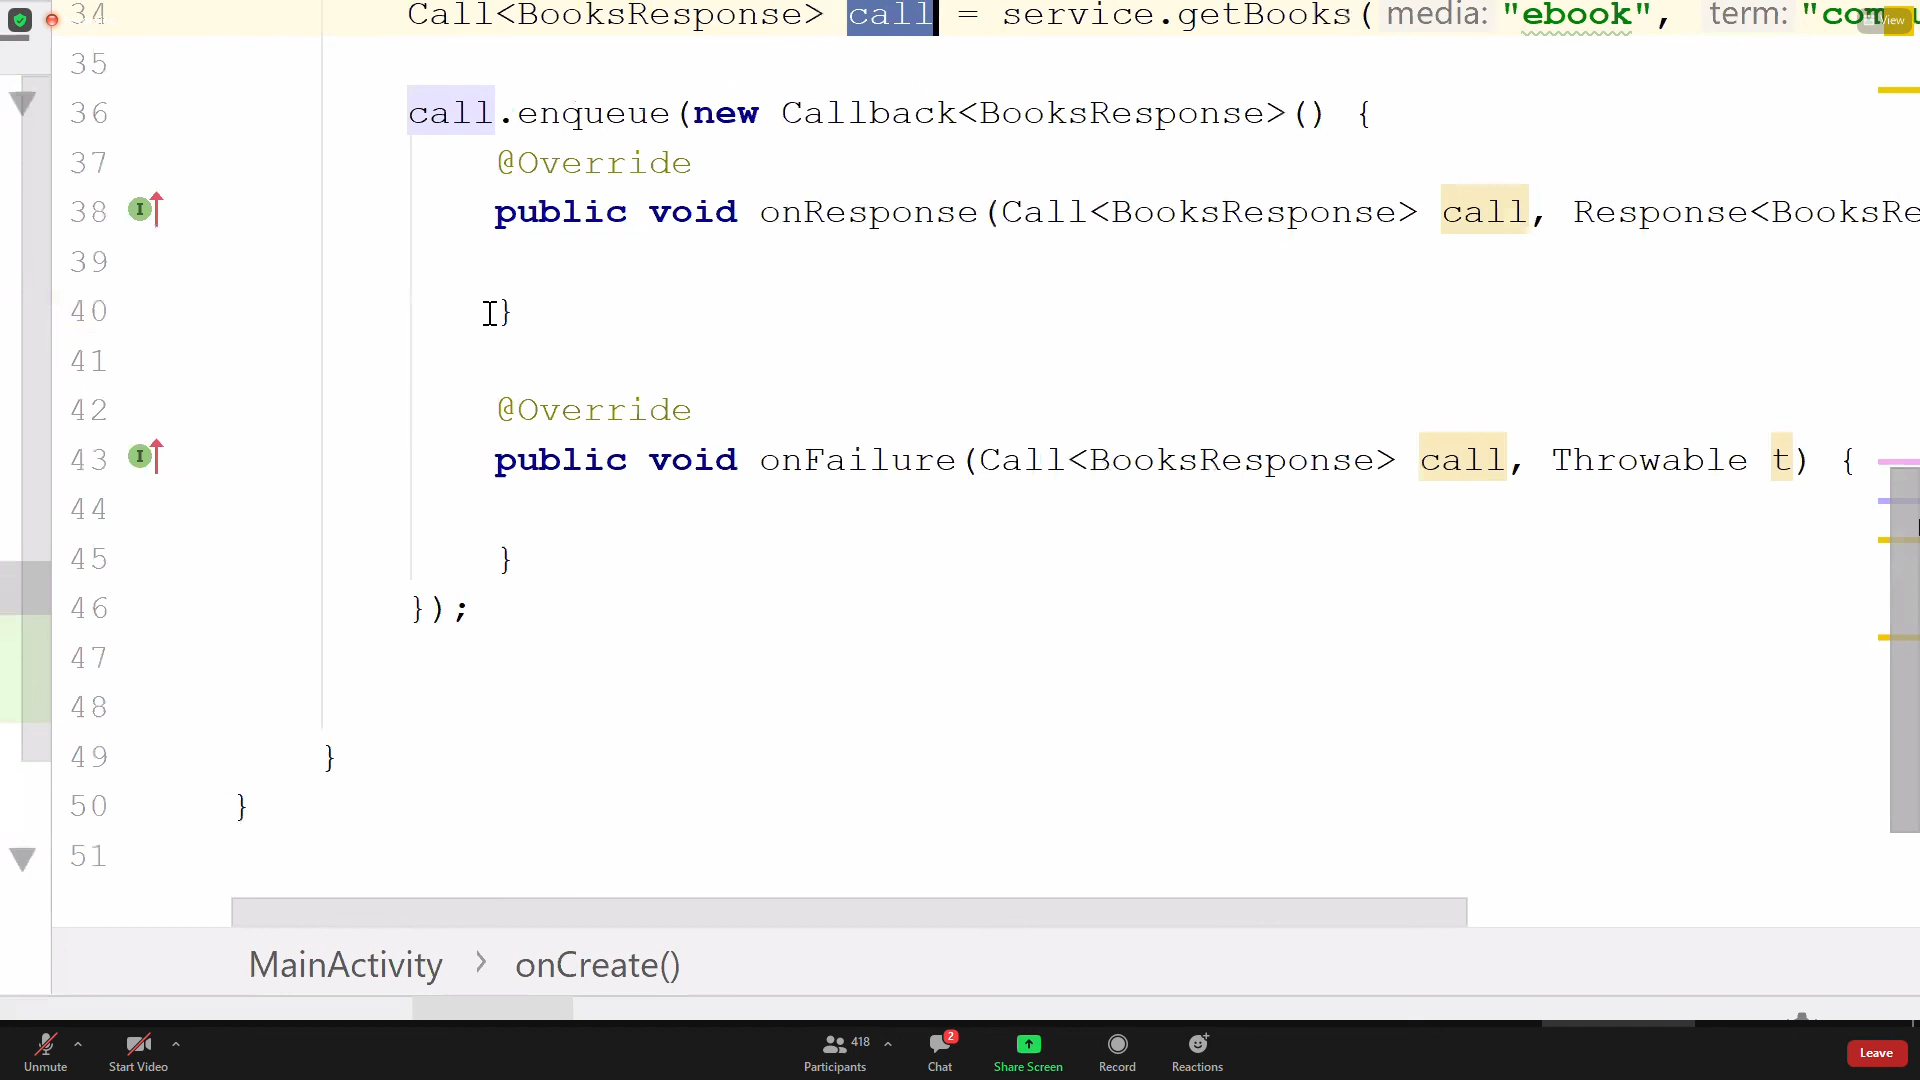 34 Call<BooksResponse> call = service.getBooks( media: "ebook", term: "com
View
35
36 call.enqueue(new Callback<BooksResponse>() {
37 @Override
38 public void onResponse(Call<BooksResponse> call, Response<BooksRe
39
40 }
41
42 @Override
43 public void onFailure(Call<BooksResponse> call, Throwable t) {
44
45 }
46 });
47
48
49 }
50 }
51
MainActivity > onCreate()
418 2
Unmute Start Video Participants Chat Share Screen Record Reactions Leave